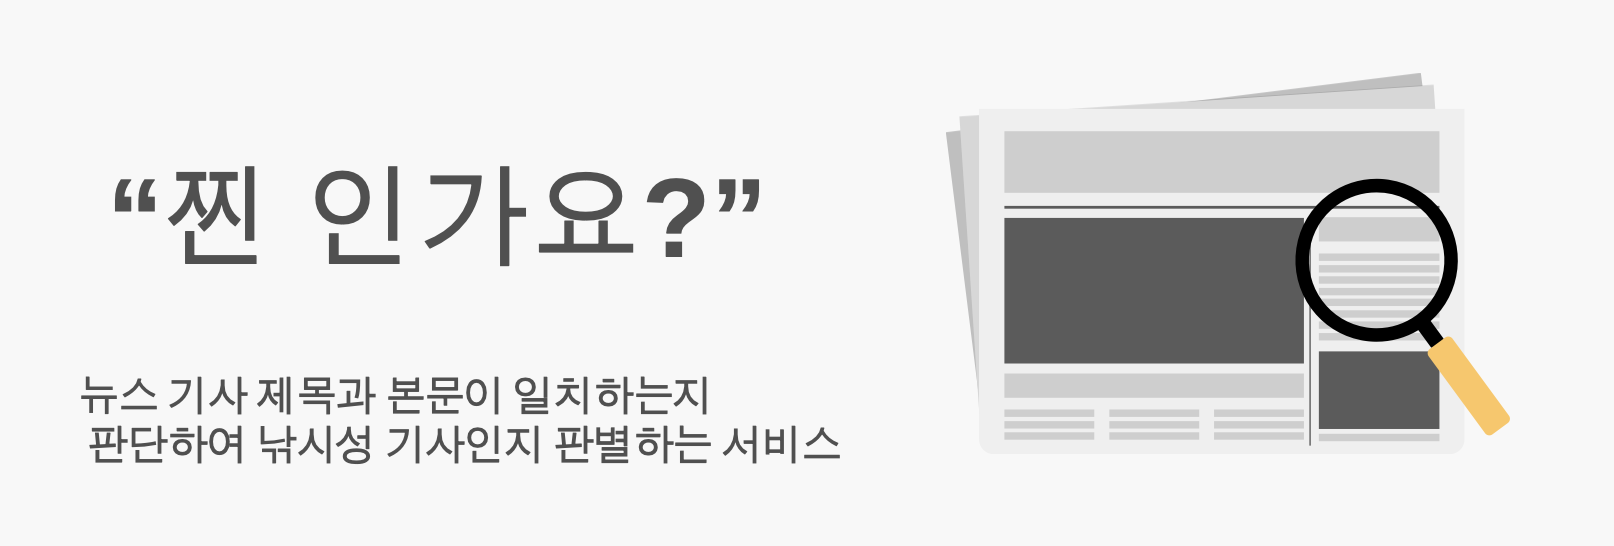 “찐 인가요?”
뉴스 기사 제목과 본문이 일치하는지
판단하여 낚시성 기사인지 판별하는 서비스